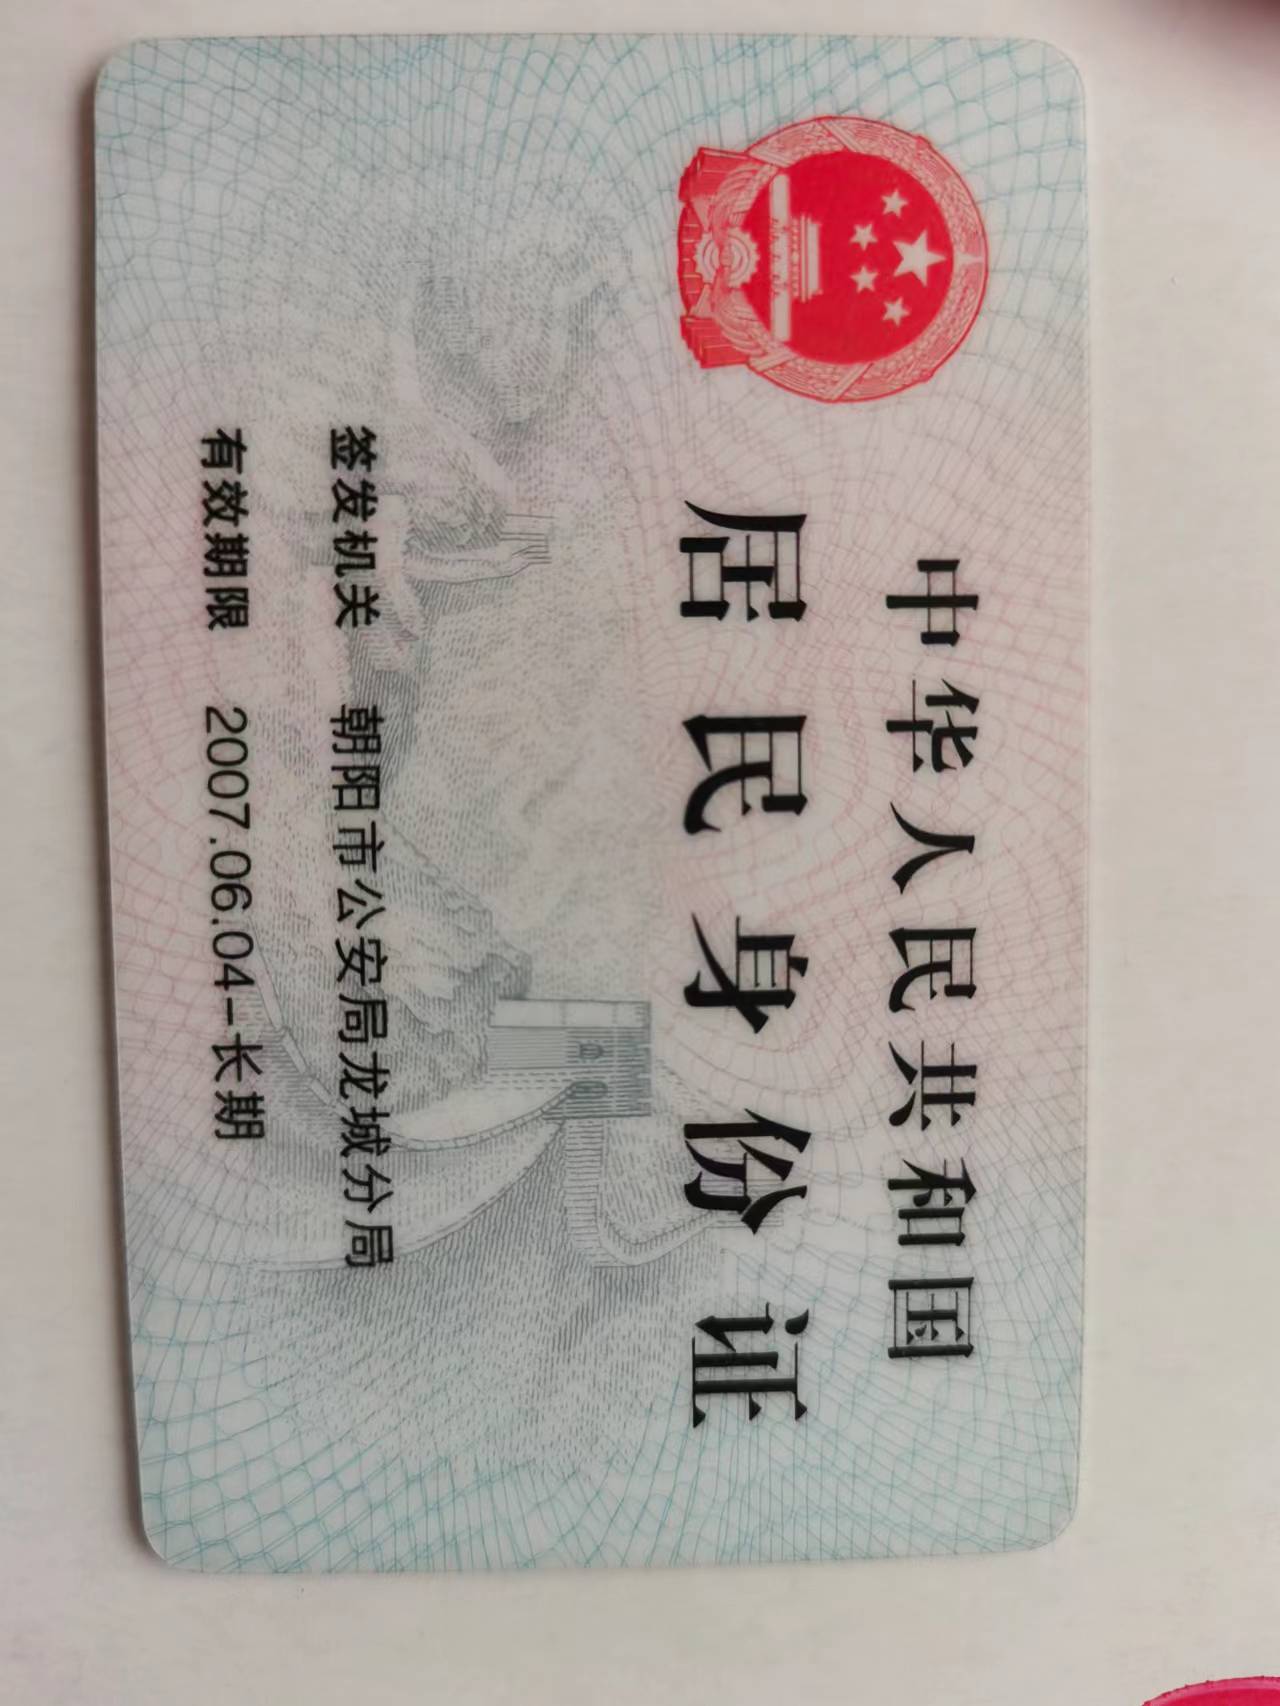 中华人民共和国
居民身份证
签发机关 朝阳市公安局龙城分局
有效期限 2007.06.04-长期